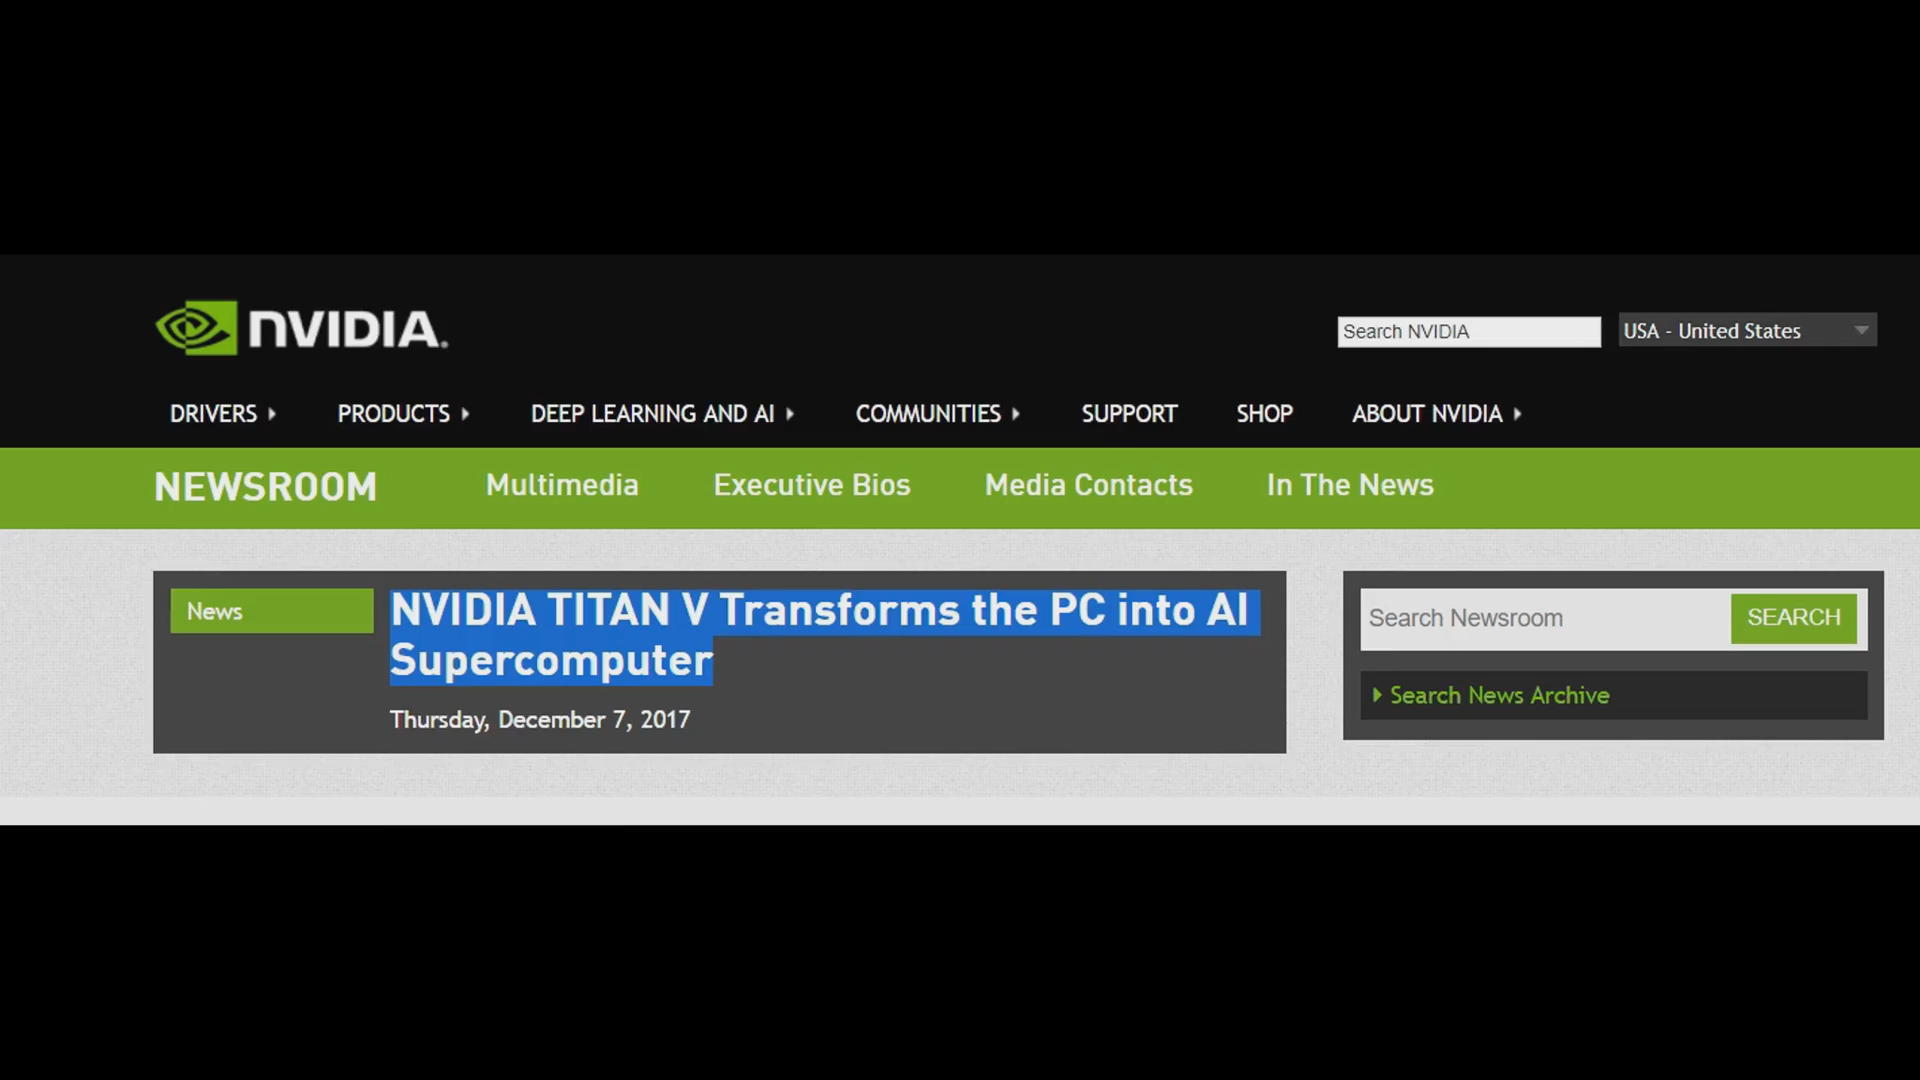 NVIDIA.
Search NVIDIA
USA - United States
DRIVERS PRODUCTS DEEP LEARNING AND AI COMMUNITIES SUPPORT SHOP ABOUT NVIDIA
NEWSROOM Multimedia Executive Bios Media Contacts In The News
News
NVIDIA TITAN V Transforms the PC into AI
Supercomputer
Thursday, December 7, 2017
Search Newsroom SEARCH
Search News Archive